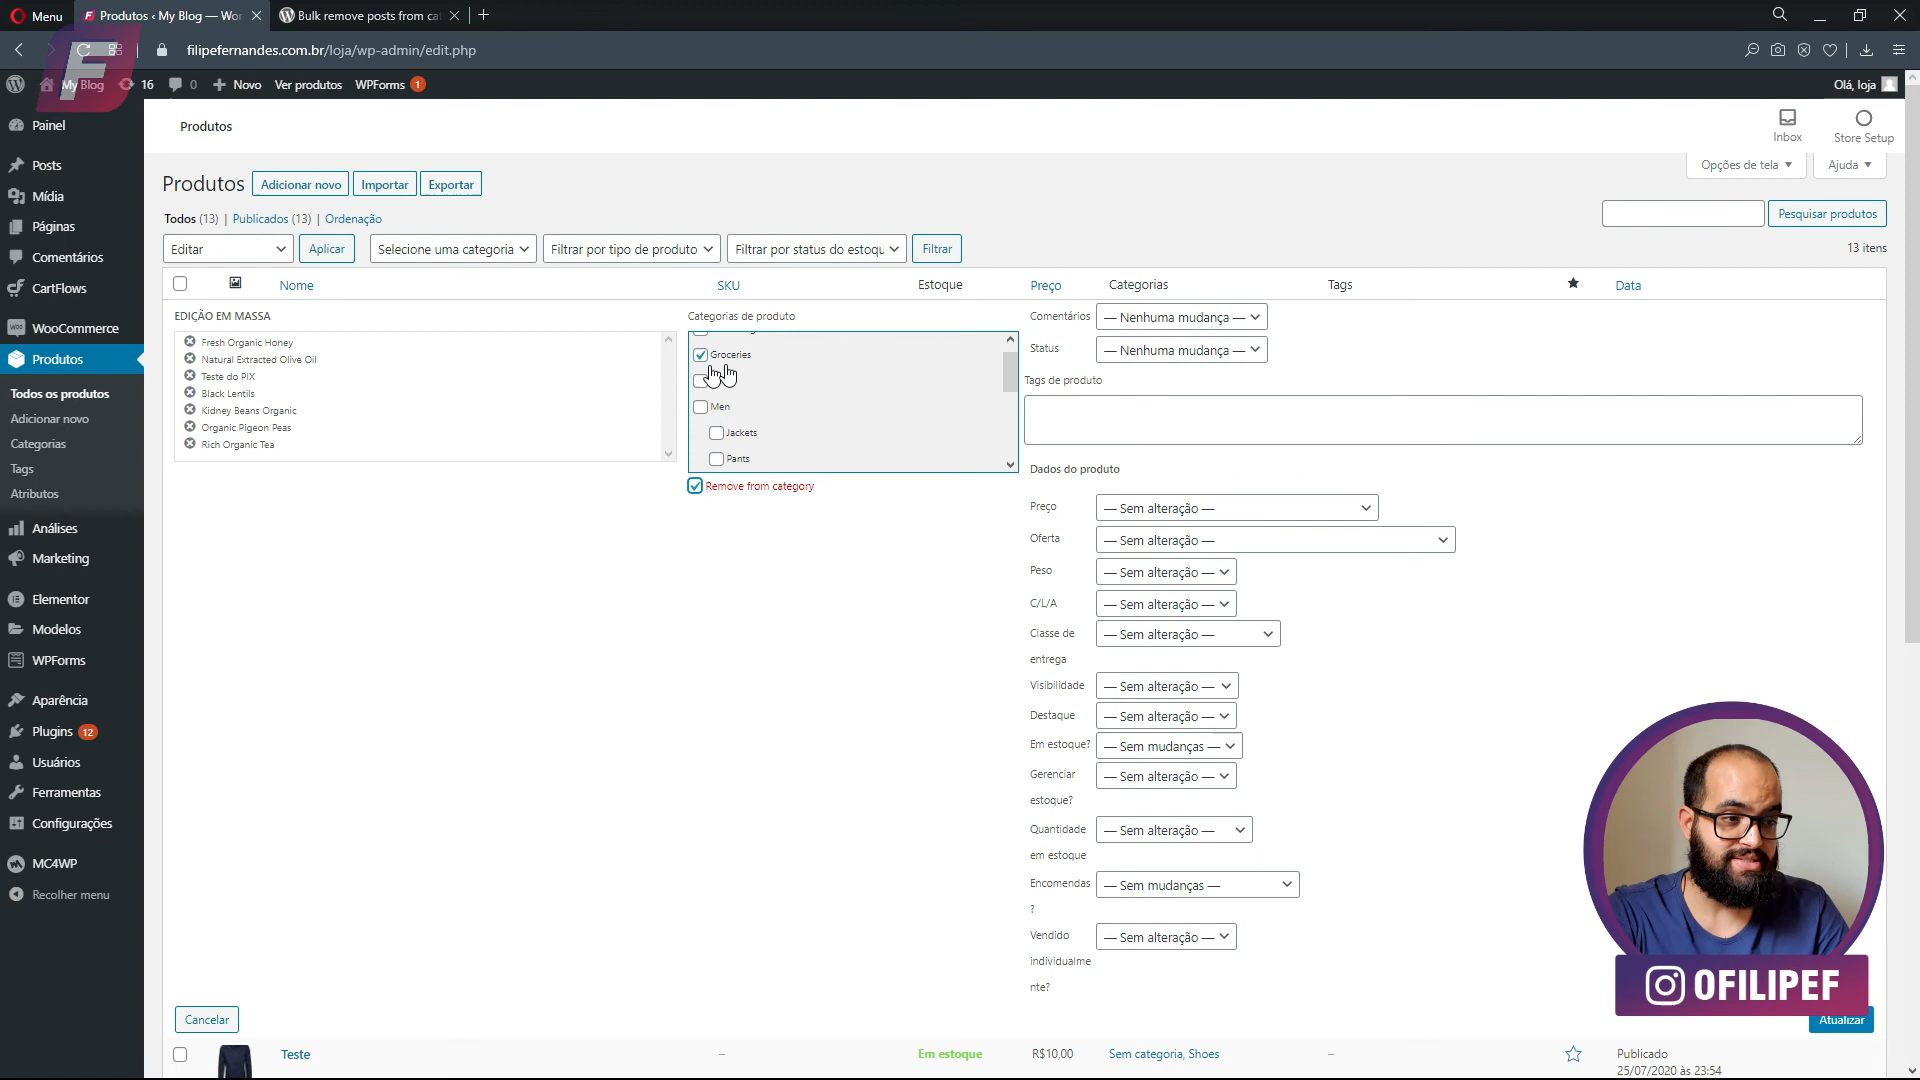 Menu
Produtos ‹ My Blog — Wor
Bulk remove posts from cat
filipefernandes.com.br/loja/wp-admin/edit.php
My Blog
16
0
Novo
Ver produtos
WPForms
1
Olá, loja
F
Painel
Posts
Mídia
Páginas
Comentários
CartFlows
WooCommerce
Produtos
Todos os produtos
Adicionar novo
Categorias
Tags
Atributos
Análises
Marketing
Elementor
Modelos
WPForms
Aparência
Plugins 12
Usuários
Ferramentas
Configurações
MC4WP
Recolher menu
Produtos
Inbox
Store Setup
Opções de tela
Ajuda
Produtos
Adicionar novo
Importar
Exportar
Todos (13) | Publicados (13) | Ordenação
Pesquisar produtos
Editar
Aplicar
Selecione uma categoria
Filtrar por tipo de produto
Filtrar por status do estoqu
Filtrar
13 itens
Nome
SKU
Estoque
Preço
Categorias
Tags
Data
EDIÇÃO EM MASSA
Fresh Organic Honey
Natural Extracted Olive Oil
Teste do PIX
Black Lentils
Kidney Beans Organic
Organic Pigeon Peas
Rich Organic Tea
Categorias de produto
Groceries
Men
Jackets
Pants
Remove from category
Comentários — Nenhuma mudança —
Status — Nenhuma mudança —
Tags de produto
Dados do produto
Preço — Sem alteração —
Oferta — Sem alteração —
Peso — Sem alteração —
C/L/A — Sem alteração —
Classe de — Sem alteração —
entrega
Visibilidade — Sem alteração —
Destaque — Sem alteração —
Em estoque? — Sem mudanças —
Gerenciar — Sem alteração —
estoque?
Quantidade — Sem alteração —
em estoque
Encomendas — Sem mudanças —
?
Vendido — Sem alteração —
individualme
nte?
OFILIPEF
Cancelar
Atualizar
Teste
–
Em estoque
R$10,00
Sem categoria, Shoes
–
Publicado
25/07/2020 às 23:54